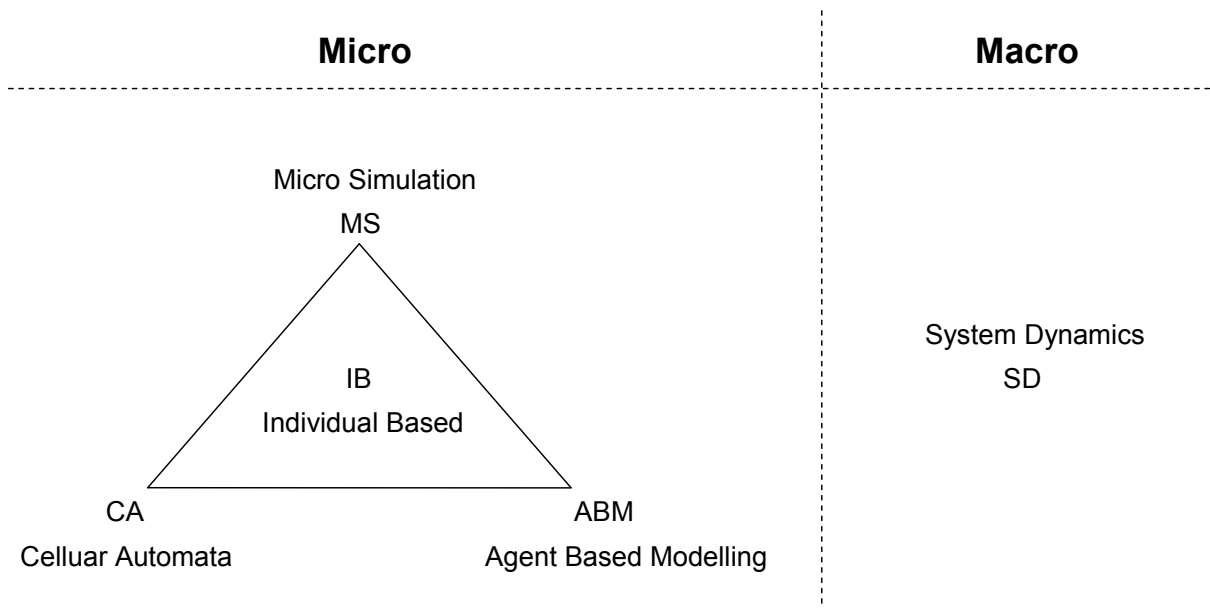 Micro
Macro
Micro Simulation
MS
System Dynamics
SD
IB
Individual Based
CA
ABM
Celluar Automata
Agent Based Modelling